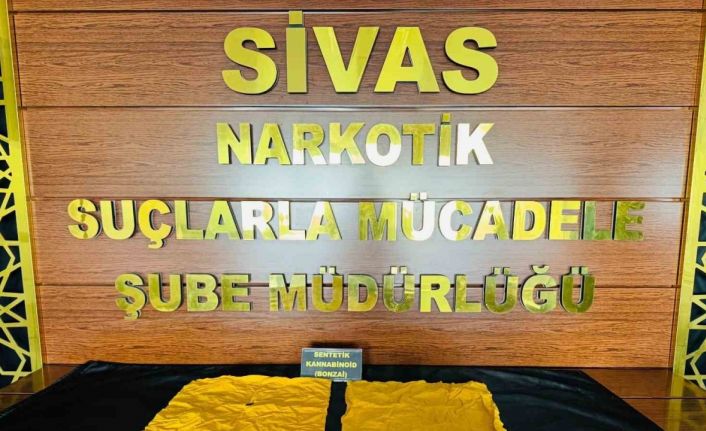 SİVAS
NARKOTİK
SUÇLARLA MÜCADELE
ŞUBE MÜDÜRLÜĞÜ
SENTETİK
KANNABİNOİD
(BONZAİ)